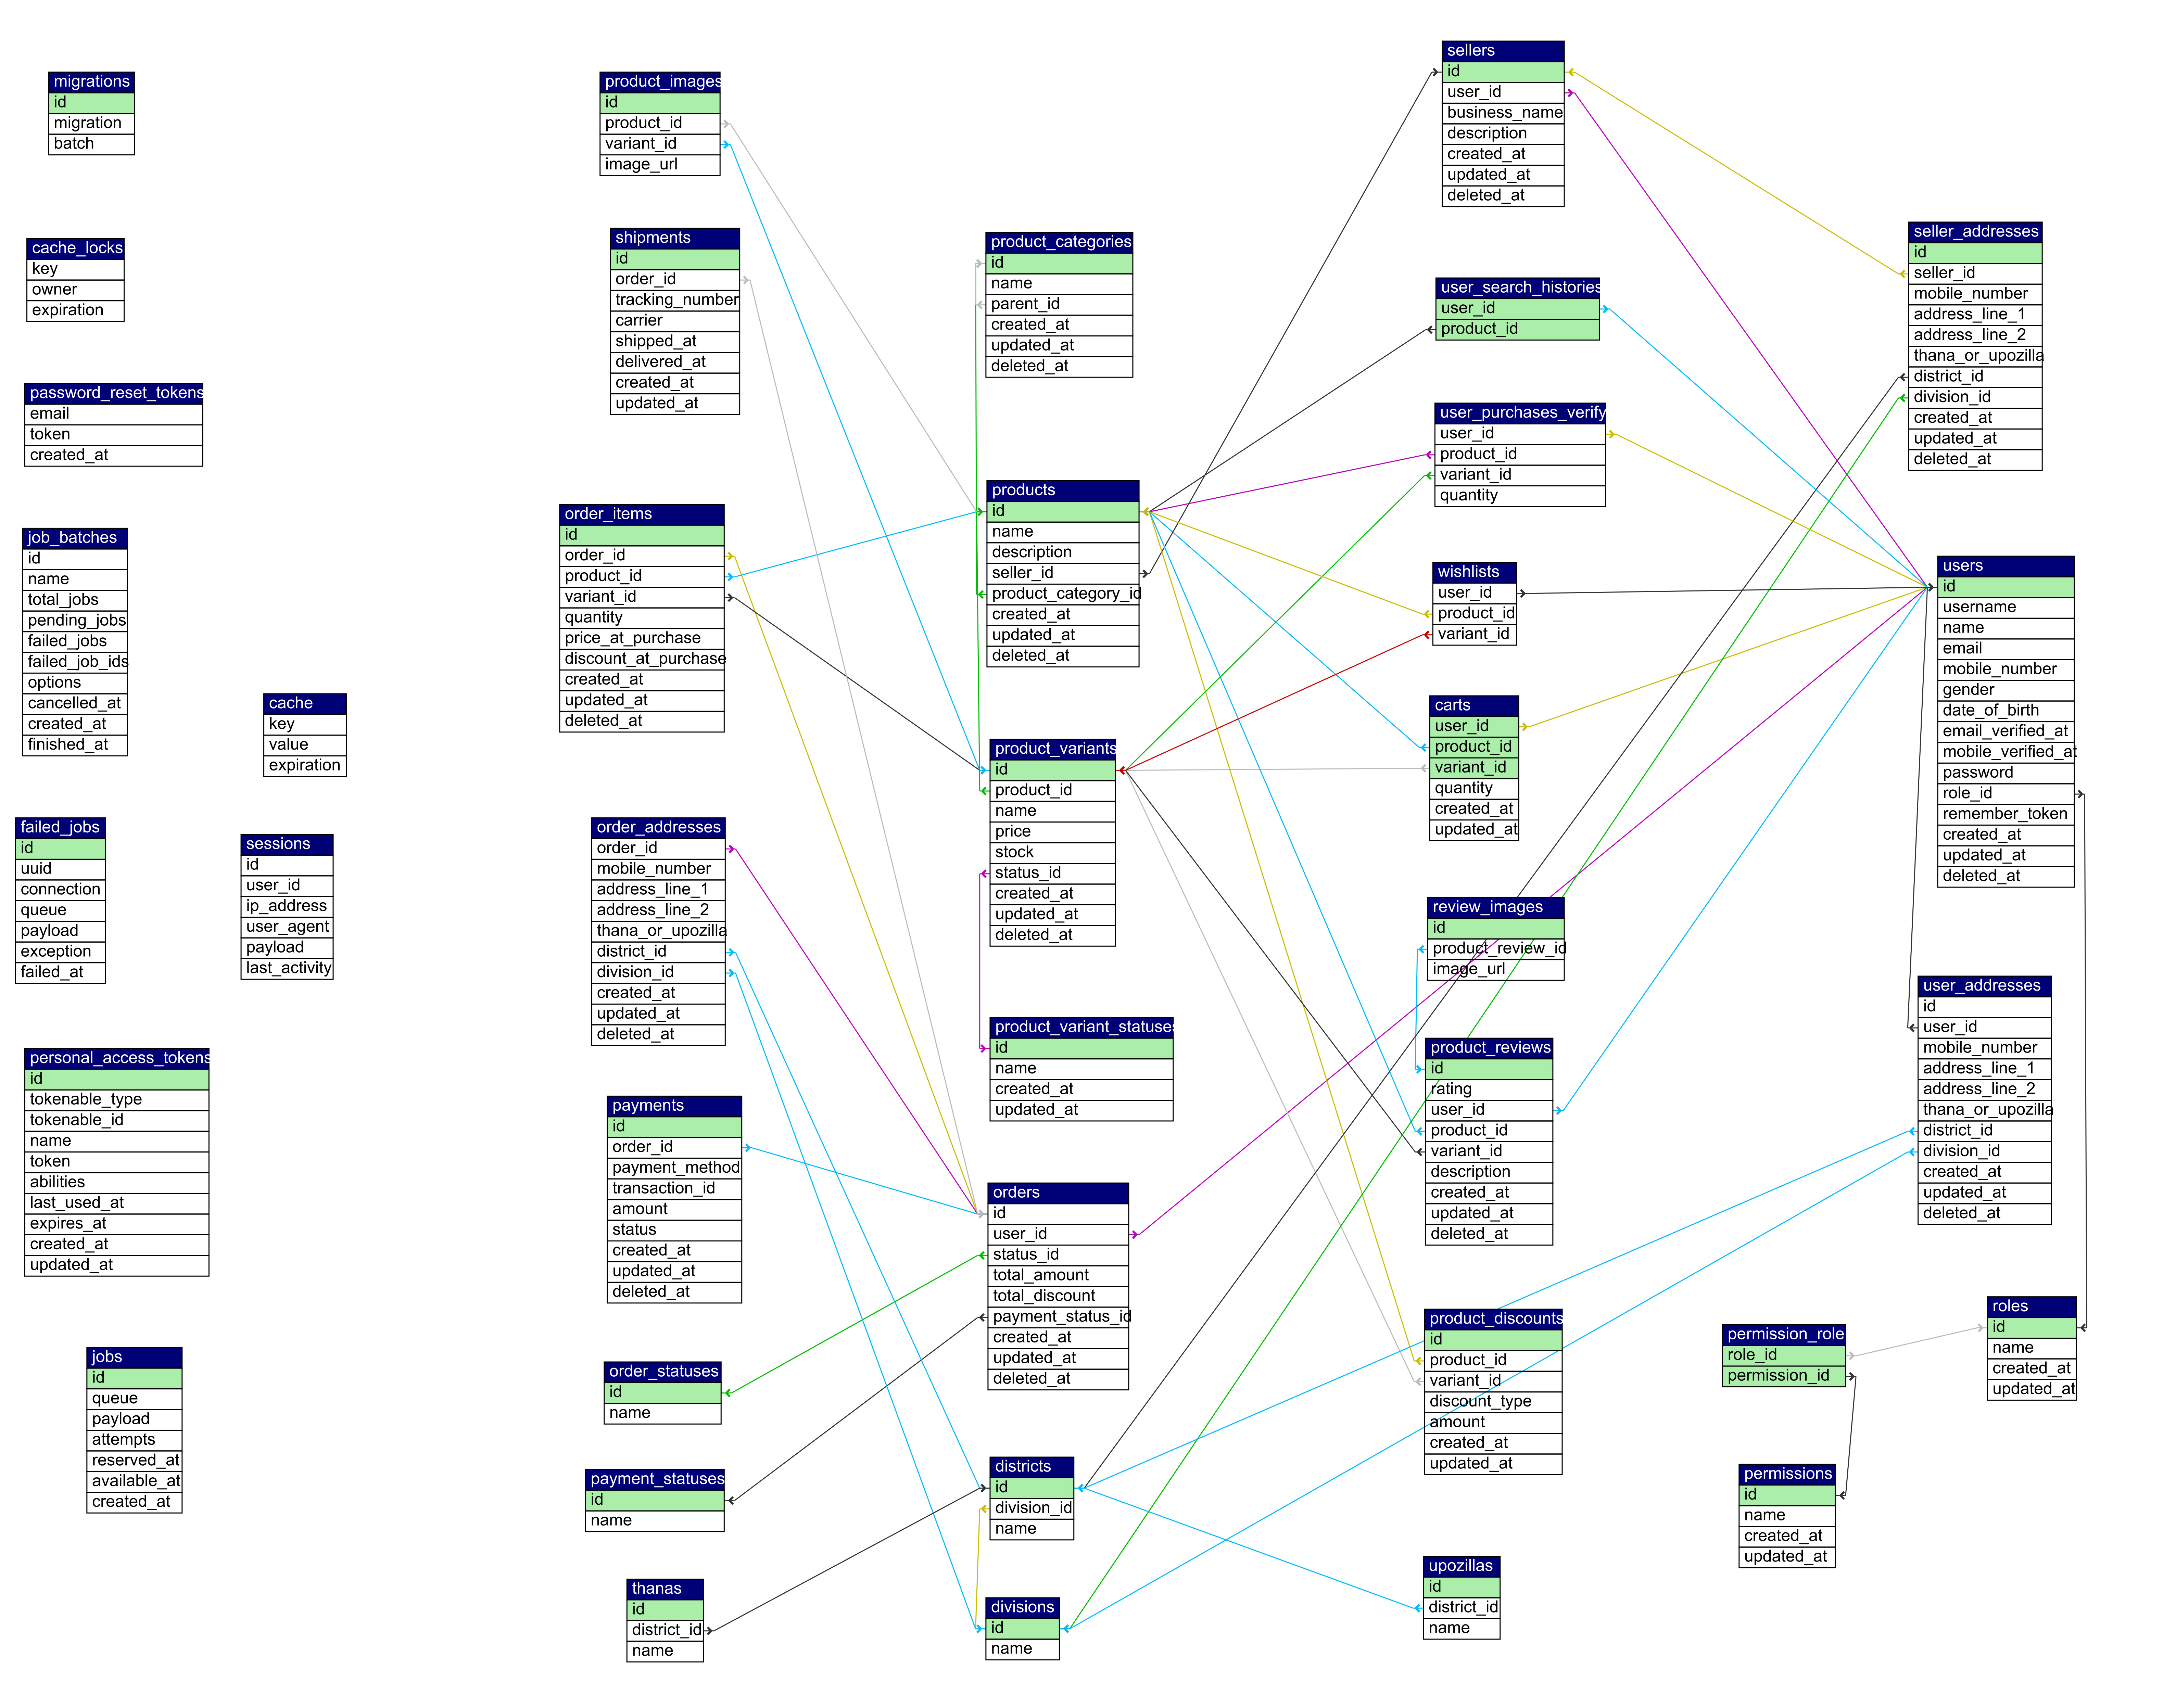 migrations
id
migration
batch
cache_locks
key
owner
expiration
password_reset_tokens
email
token
created_at
job_batches
id
name
total_jobs
pending_jobs
failed_jobs
failed_job_ids
options
cancelled_at
created_at
finished_at
failed_jobs
id
uuid
connection
queue
payload
exception
failed_at
personal_access_tokens
id
tokenable_type
tokenable_id
name
token
abilities
last_used_at
expires_at
created_at
updated_at
jobs
id
queue
payload
attempts
reserved_at
available_at
created_at
cache
key
value
expiration
sessions
id
user_id
ip_address
user_agent
payload
last_activity
product_images
id
product_id
variant_id
image_url
shipments
id
order_id
tracking_number
carrier
shipped_at
delivered_at
created_at
updated_at
order_items
id
order_id
product_id
variant_id
quantity
price_at_purchase
discount_at_purchase
created_at
updated_at
deleted_at
order_addresses
order_id
mobile_number
address_line_1
address_line_2
thana_or_upozilla
district_id
division_id
created_at
updated_at
deleted_at
payments
id
order_id
payment_method
transaction_id
amount
status
created_at
updated_at
deleted_at
order_statuses
id
name
payment_statuses
id
name
thanas
id
district_id
name
product_categories
id
name
parent_id
created_at
updated_at
deleted_at
products
id
name
description
seller_id
product_category_id
created_at
updated_at
deleted_at
product_variants
id
product_id
name
price
stock
status_id
created_at
updated_at
deleted_at
product_variant_statuses
id
name
created_at
updated_at
orders
id
user_id
status_id
total_amount
total_discount
payment_status_id
created_at
updated_at
deleted_at
districts
id
division_id
name
divisions
id
name
sellers
id
user_id
business_name
description
created_at
updated_at
deleted_at
user_search_histories
user_id
product_id
user_purchases_verify
user_id
product_id
variant_id
quantity
wishlists
user_id
product_id
variant_id
carts
user_id
product_id
variant_id
quantity
created_at
updated_at
review_images
id
product_review_id
image_url
product_reviews
id
rating
user_id
product_id
variant_id
description
created_at
updated_at
deleted_at
product_discounts
id
product_id
variant_id
discount_type
amount
created_at
updated_at
upozillas
id
district_id
name
seller_addresses
id
seller_id
mobile_number
address_line_1
address_line_2
thana_or_upozilla
district_id
division_id
created_at
updated_at
deleted_at
users
id
username
name
email
mobile_number
gender
date_of_birth
email_verified_at
mobile_verified_at
password
role_id
remember_token
created_at
updated_at
deleted_at
user_addresses
id
user_id
mobile_number
address_line_1
address_line_2
thana_or_upozilla
district_id
division_id
created_at
updated_at
deleted_at
permission_role
role_id
permission_id
roles
id
name
created_at
updated_at
permissions
id
name
created_at
updated_at